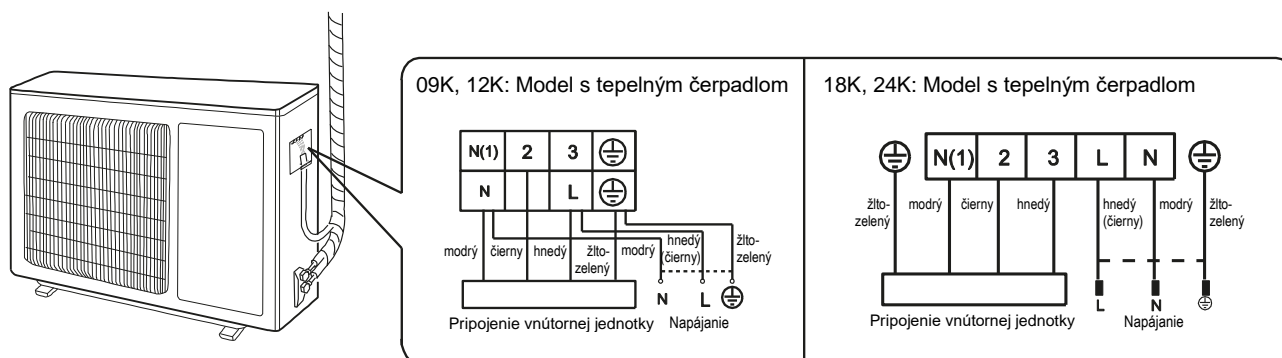 09K, 12K: Model s tepelným čerpadlom
N(1) 2 3
N L
modrý čierny hnedý žlto-zelený modrý hnedý (čierny) žlto-zelený
N L
Pripojenie vnútornej jednotky Napájanie
18K, 24K: Model s tepelným čerpadlom
N(1) 2 3 L N
žlto-zelený modrý čierny hnedý hnedý (čierny) modrý žlto-zelený
L N
Pripojenie vnútornej jednotky Napájanie